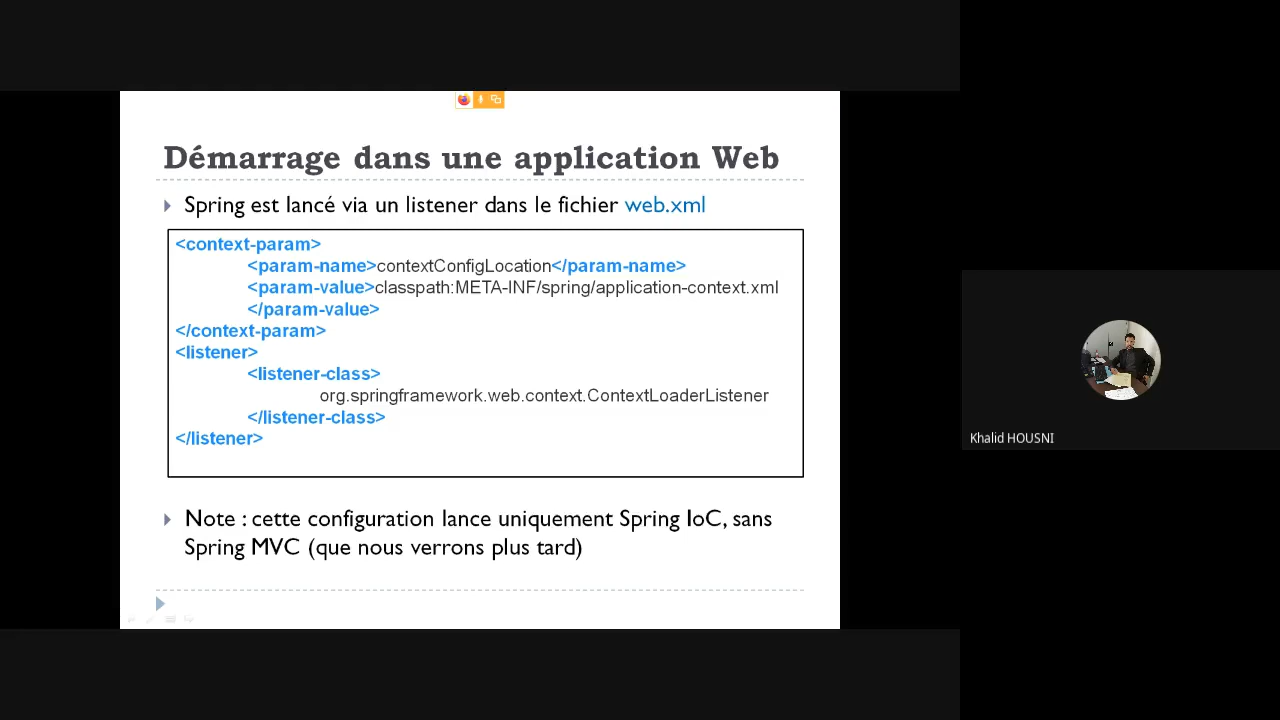 Démarrage dans une application Web
Spring est lancé via un listener dans le fichier web.xml
<context-param>
<param-name>contextConfigLocation</param-name>
<param-value>classpath:META-INF/spring/application-context.xml
</param-value>
</context-param>
<listener>
<listener-class>
org.springframework.web.context.ContextLoaderListener
</listener-class>
</listener>
Note : cette configuration lance uniquement Spring IoC, sans
Spring MVC (que nous verrons plus tard)
Khalid HOUSNI